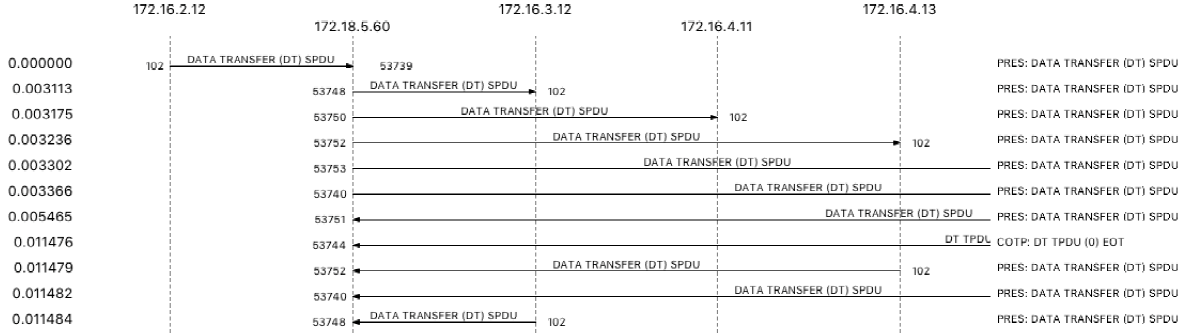 172.16.2.12 172.16.3.12 172.16.4.13
172.18.5.60 172.16.4.11
0.000000 102 DATA TRANSFER (DT) SPDU 53739 PRES: DATA TRANSFER (DT) SPDU
0.003113 53748 DATA TRANSFER (DT) SPDU 102 PRES: DATA TRANSFER (DT) SPDU
0.003175 53750 DATA TRANSFER (DT) SPDU 102 PRES: DATA TRANSFER (DT) SPDU
0.003236 53752 DATA TRANSFER (DT) SPDU 102 PRES: DATA TRANSFER (DT) SPDU
0.003302 53753 DATA TRANSFER (DT) SPDU PRES: DATA TRANSFER (DT) SPDU
0.003366 53740 DATA TRANSFER (DT) SPDU PRES: DATA TRANSFER (DT) SPDU
0.005465 53751 DATA TRANSFER (DT) SPDU PRES: DATA TRANSFER (DT) SPDU
0.011476 53744 DT TPDU COTP: DT TPDU (0) EOT
0.011479 53752 DATA TRANSFER (DT) SPDU 102 PRES: DATA TRANSFER (DT) SPDU
0.011482 53740 DATA TRANSFER (DT) SPDU PRES: DATA TRANSFER (DT) SPDU
0.011484 53748 DATA TRANSFER (DT) SPDU 102 PRES: DATA TRANSFER (DT) SPDU